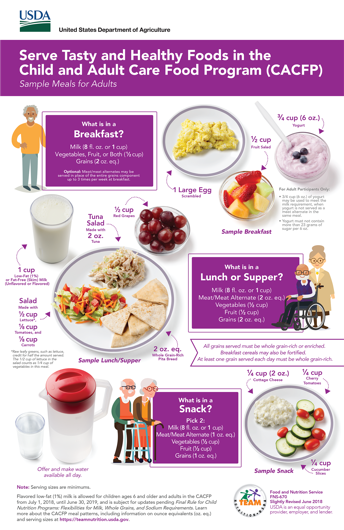 USDA
United States Department of Agriculture
Serve Tasty and Healthy Foods in the
Child and Adult Care Food Program (CACFP)
Sample Meals for Adults
What is in a
Breakfast?
Milk (8 fl. oz. or 1 cup)
Vegetables, Fruit, or Both (½ cup)
Grains (2 oz. eq.)
Optional: Meat/meat alternates may be
served in place of the entire grains component
up to 3 times per week at breakfast.
¾ cup (6 oz.)
Yogurt
½ cup
Fruit Salad
1 Large Egg
Scrambled
For Adult Participants Only:
• 3/4 cup (6 oz.) of yogurt
may be used to meet the
milk requirement when
yogurt is not served as a
meat alternate in the
same meal.
• Yogurt must not contain
more than 23 grams of
sugar per 6 oz.
Sample Breakfast
½ cup
Red Grapes
Tuna
Salad
Made with
2 oz.
Tuna
1 cup
Low-Fat (1%)
or Fat-Free (Skim) Milk
(Unflavored or Flavored)
What is in a
Lunch or Supper?
Milk (8 fl. oz. or 1 cup)
Meat/Meat Alternate (2 oz. eq.)
Vegetables (½ cup)
Fruit (½ cup)
Grains (2 oz. eq.)
Salad
Made with
½ cup
Lettuce*,
⅛ cup
Tomatoes, and
⅛ cup
Carrots
*Raw leafy greens, such as lettuce,
credit for half the amount served.
The 1/2 cup of lettuce in the
salad counts as 1/4 cup of
vegetables in this meal.
Sample Lunch/Supper
2 oz. eq.
Whole Grain-Rich
Pita Bread
All grains served must be whole grain-rich or enriched.
Breakfast cereals may also be fortified.
At least one grain served each day must be whole grain-rich.
What is in a
Snack?
Pick 2:
Milk (8 fl. oz. or 1 cup)
Meat/Meat Alternate (1 oz. eq.)
Vegetables (½ cup)
Fruit (½ cup)
Grains (1 oz. eq.)
¼ cup (2 oz.)
Cottage Cheese
¼ cup
Cherry
Tomatoes
¼ cup
Cucumber
Slices
Sample Snack
Offer and make water
available all day.
Note: Serving sizes are minimums.
Flavored low-fat (1%) milk is allowed for children ages 6 and older and adults in the CACFP
from July 1, 2018, until June 30, 2019, and is subject for updates pending Final Rule for Child
Nutrition Programs: Flexibilities for Milk, Whole Grains, and Sodium Requirements. Learn
more about the CACFP meal patterns, including information on ounce equivalents (oz. eq.)
and serving sizes at https://teamnutrition.usda.gov.
TEAM
Food and Nutrition Service
FNS-670
Slightly Revised June 2018
USDA is an equal opportunity
provider, employer, and lender